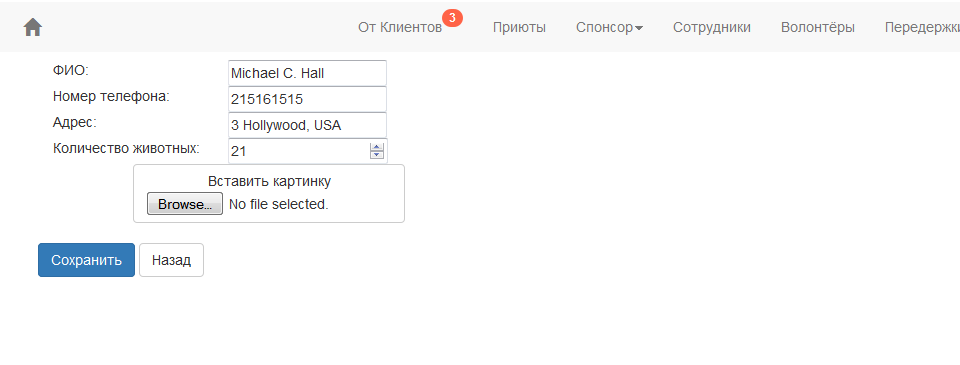 От Клиентов 3 Приюты Спонсор Сотрудники Волонтёры Передержки
ФИО: Michael C. Hall
Номер телефона: 215161515
Адрес: 3 Hollywood, USA
Количество животных: 21
Вставить картинку
Browse... No file selected.
Сохранить Назад